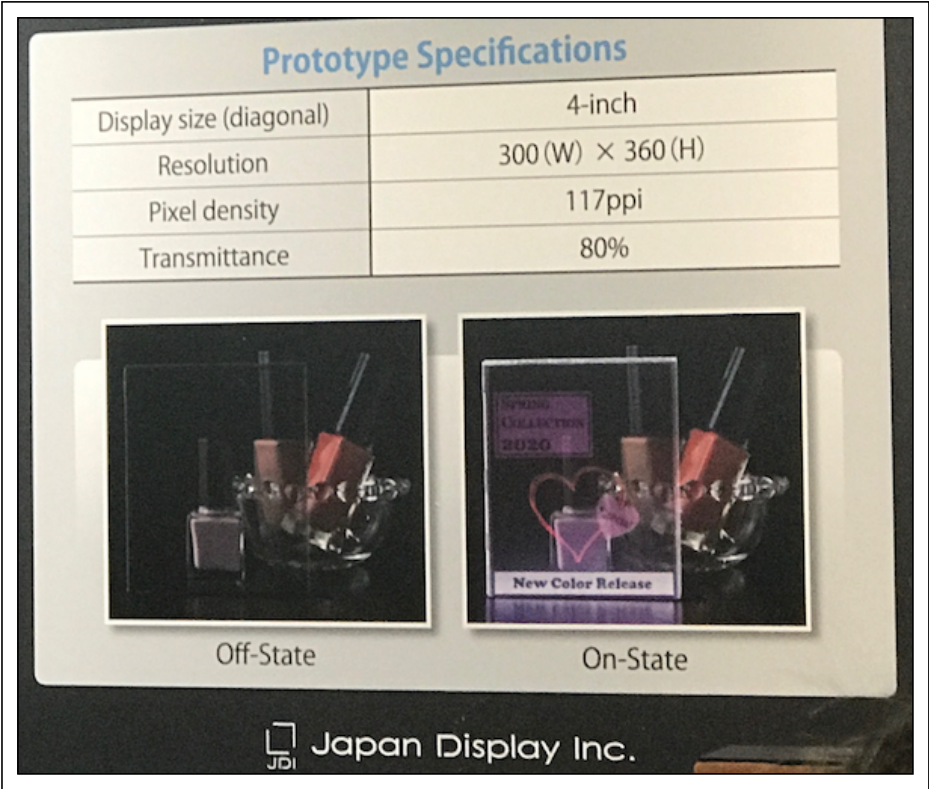 Prototype Specifications
Display size (diagonal)
4-inch
Resolution
300 (W) × 360 (H)
Pixel density
117ppi
Transmittance
80%
SPRING
COLLECTION
2020
New Color Release
Off-State
On-State
JDI
Japan Display Inc.